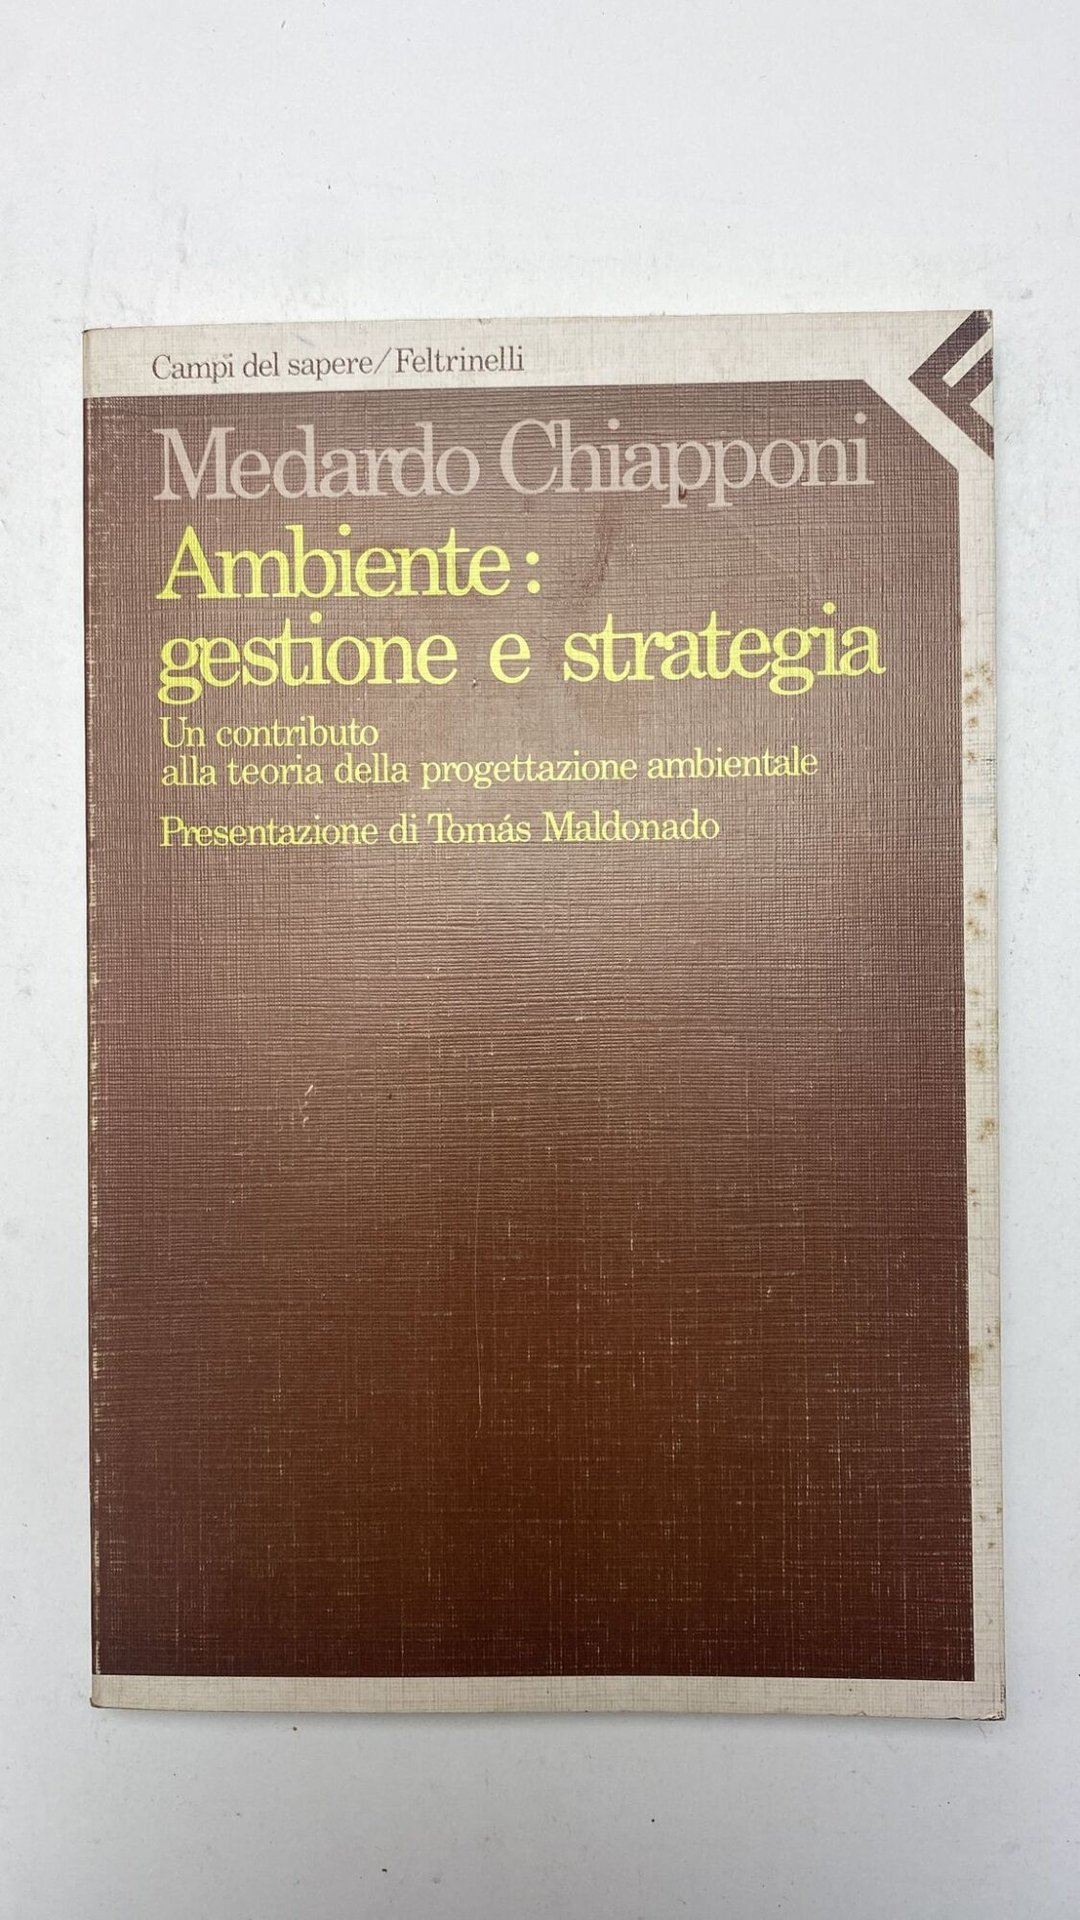 Campi del sapere/Feltrinelli
Medardo Chiapponi
Ambiente:
gestione e strategia
Un contributo
alla teoria della progettazione ambientale
Presentazione di Tomás Maldonado